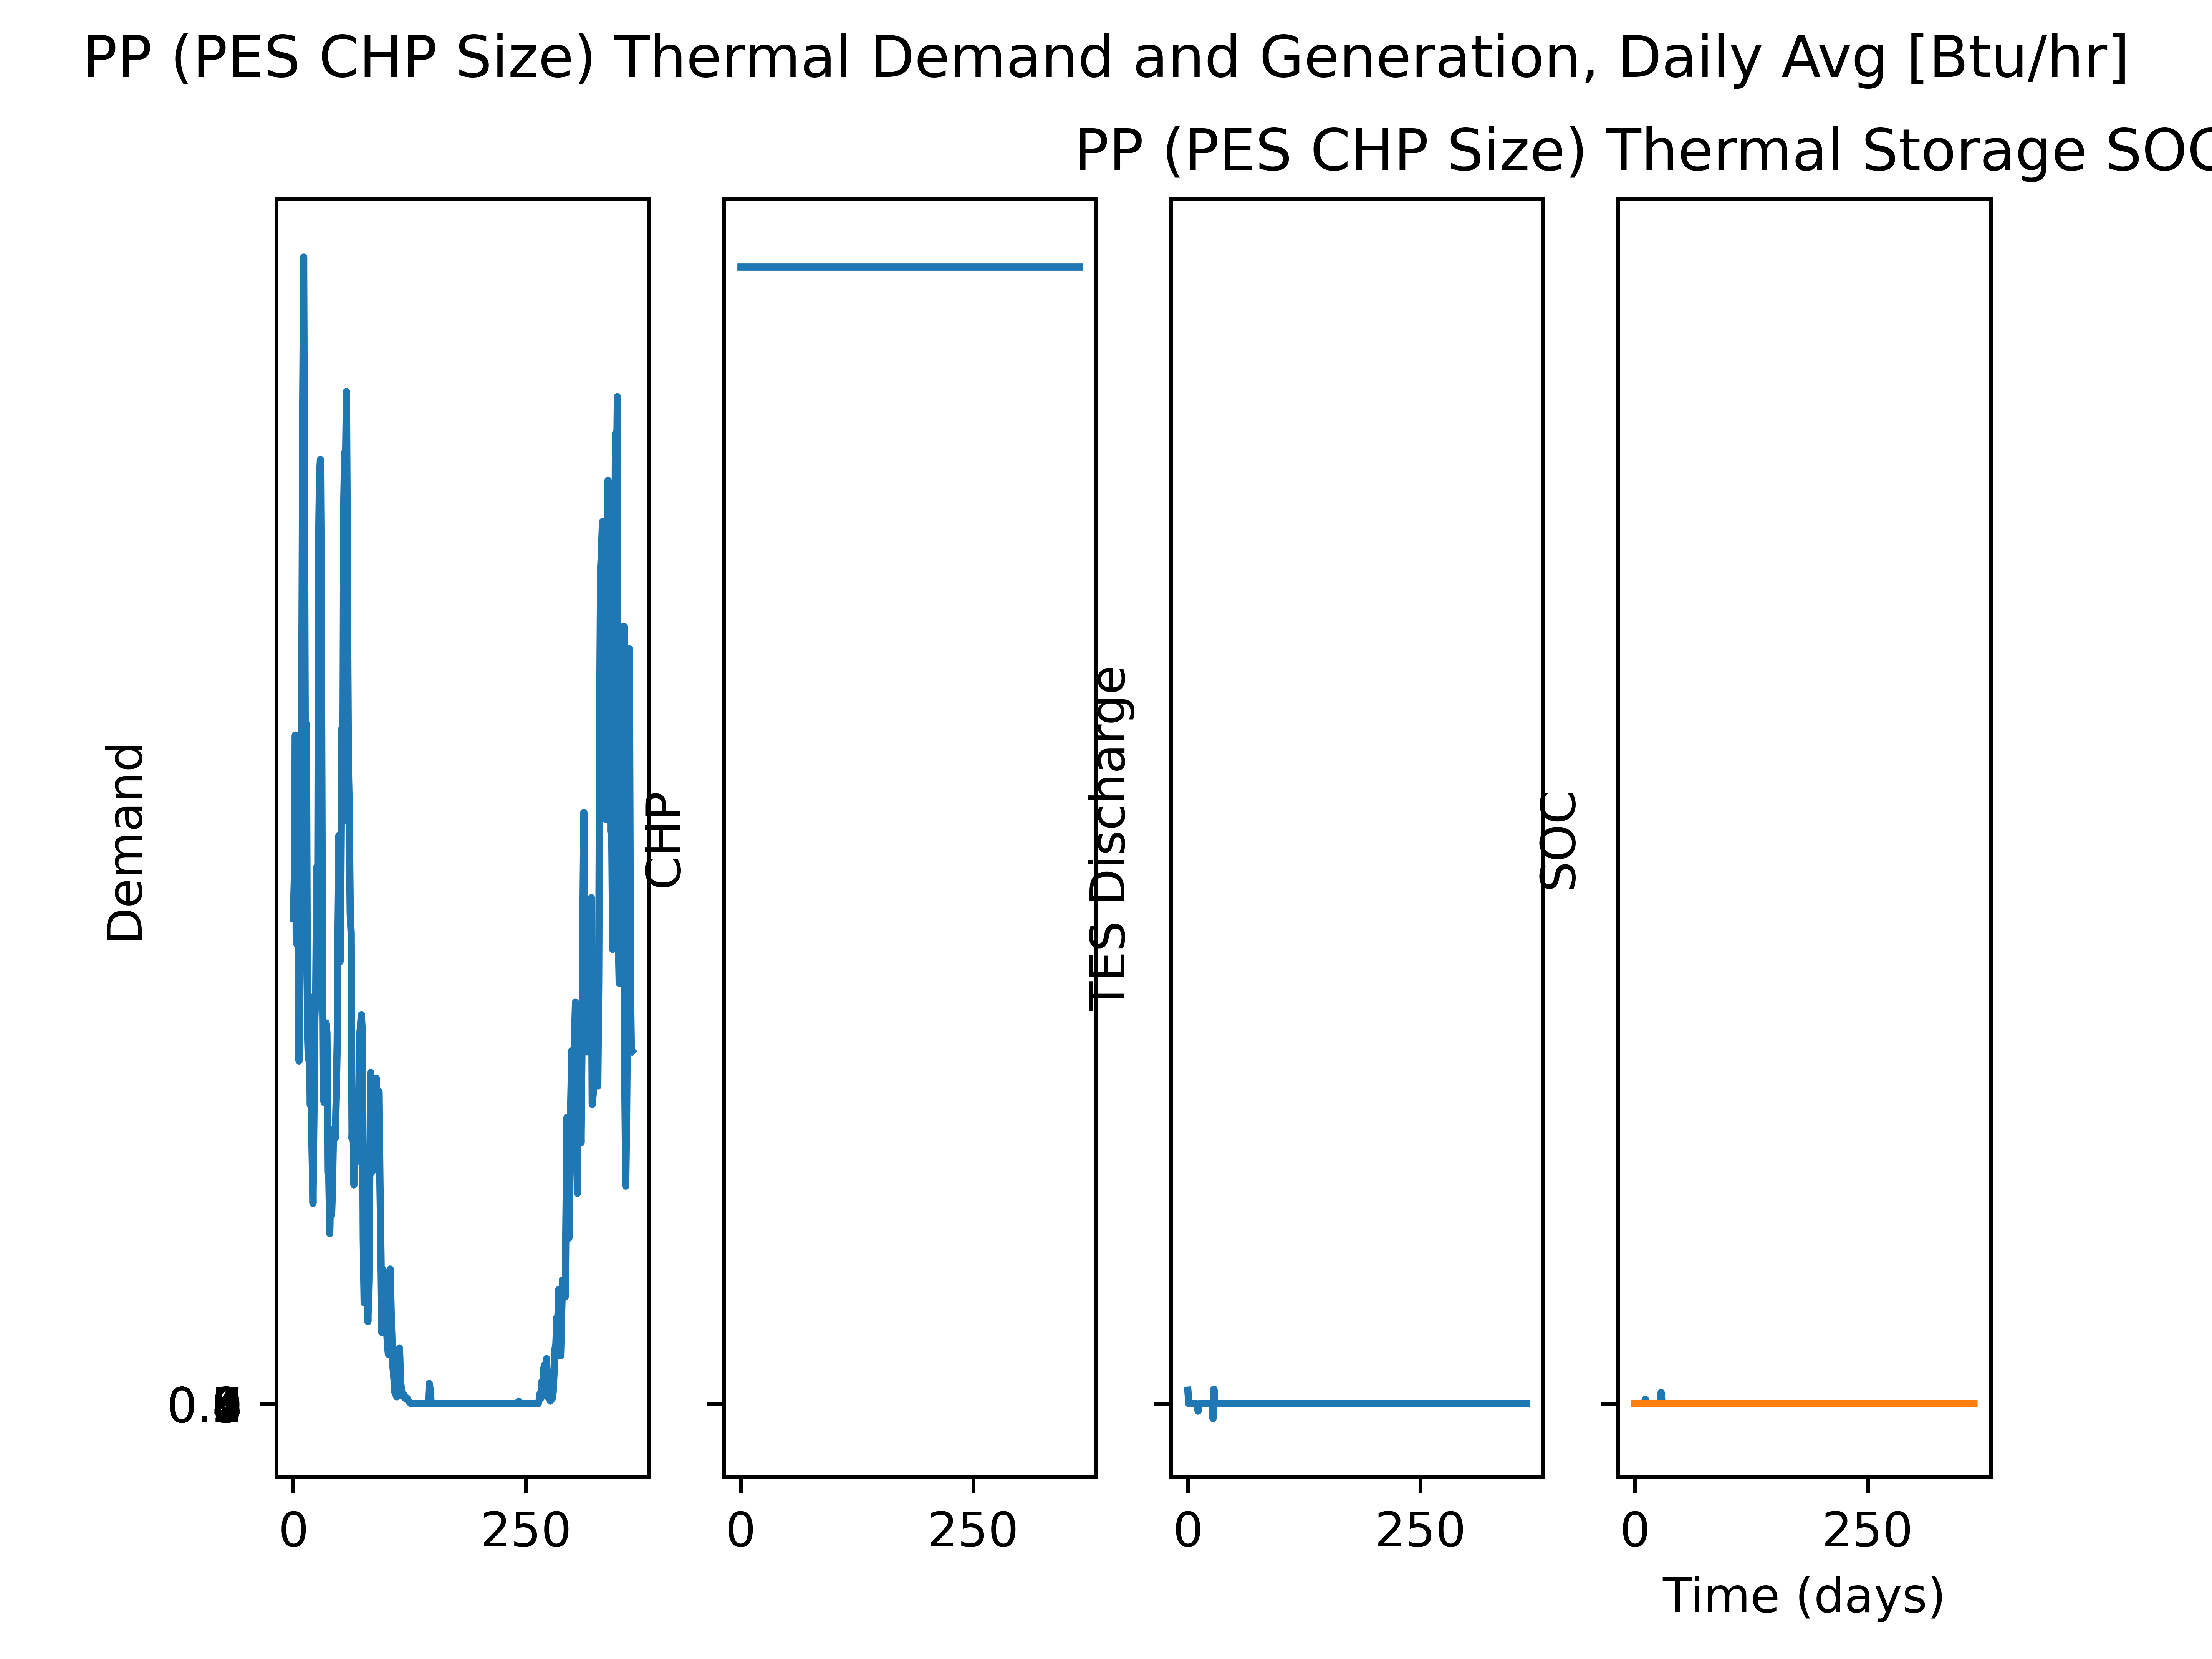 PP (PES CHP Size) Thermal Demand and Generation, Daily Avg [Btu/hr]
PP (PES CHP Size) Thermal Storage
Demand
CHP
TES Discharge
SOC
0 250
0 250
0 250
0 250
Time (days)